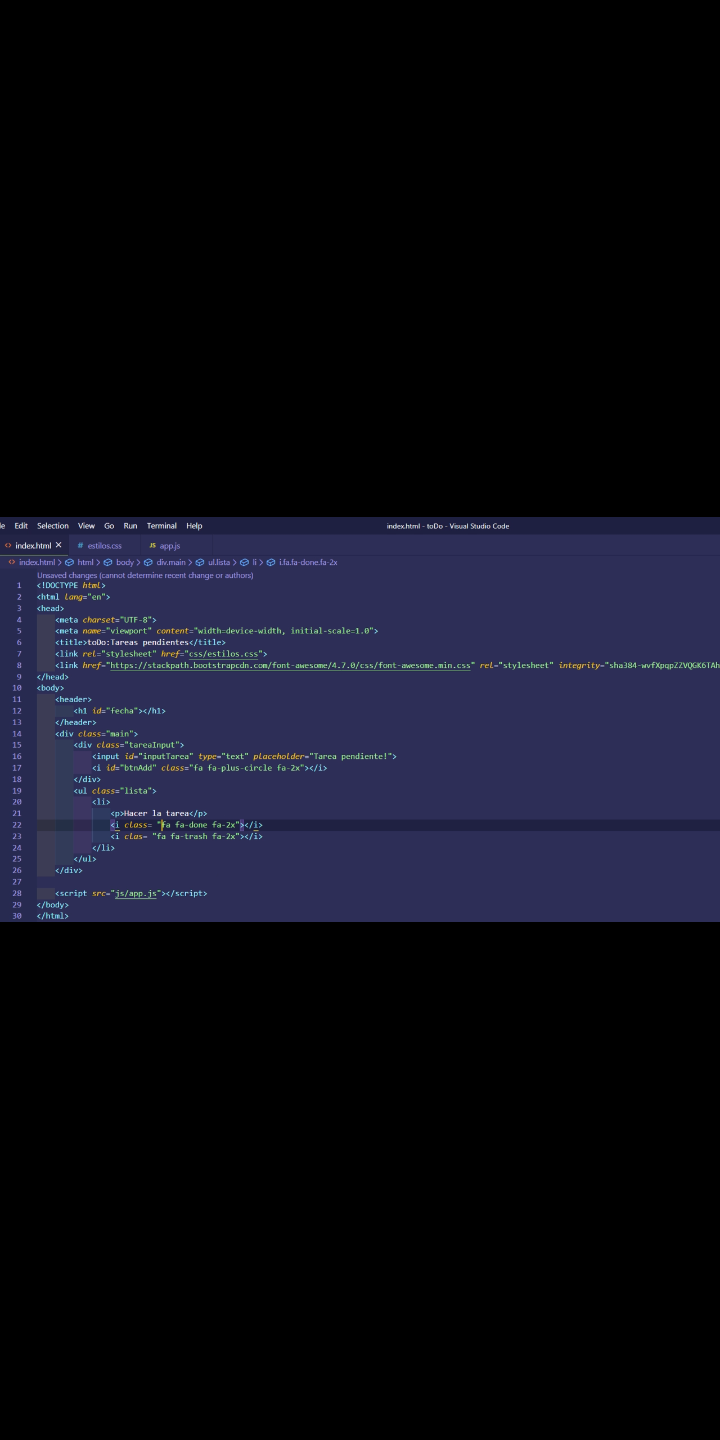 Edit Selection View Go Run Terminal Help index.html - toDo - Visual Studio Code
<> index.html × # estilos.css JS app.js
<> index.html > html > body > div.main > ul.lista > li > i.fa.fa-done.fa-2x
Unsaved changes (cannot determine recent change or authors)
1 <!DOCTYPE html>
2 <html lang="en">
3 <head>
4 <meta charset="UTF-8">
5 <meta name="viewport" content="width=device-width, initial-scale=1.0">
6 <title>toDo:Tareas pendientes</title>
7 <link rel="stylesheet" href="css/estilos.css">
8 <link href="https://stackpath.bootstrapcdn.com/font-awesome/4.7.0/css/font-awesome.min.css" rel="stylesheet" integrity="sha384-wvfXpqpZZVQGK6TAh
9 </head>
10 <body>
11 <header>
12 <h1 id="fecha"></h1>
13 </header>
14 <div class="main">
15 <div class="tareaInput">
16 <input id="inputTarea" type="text" placeholder="Tarea pendiente!">
17 <i id="btnAdd" class="fa fa-plus-circle fa-2x"></i>
18 </div>
19 <ul class="lista">
20 <li>
21 <p>Hacer la tarea</p>
22 <i class= "fa fa-done fa-2x"></i>
23 <i clas= "fa fa-trash fa-2x"></i>
24 </li>
25 </ul>
26 </div>
27
28 <script src="js/app.js"></script>
29 </body>
30 </html>